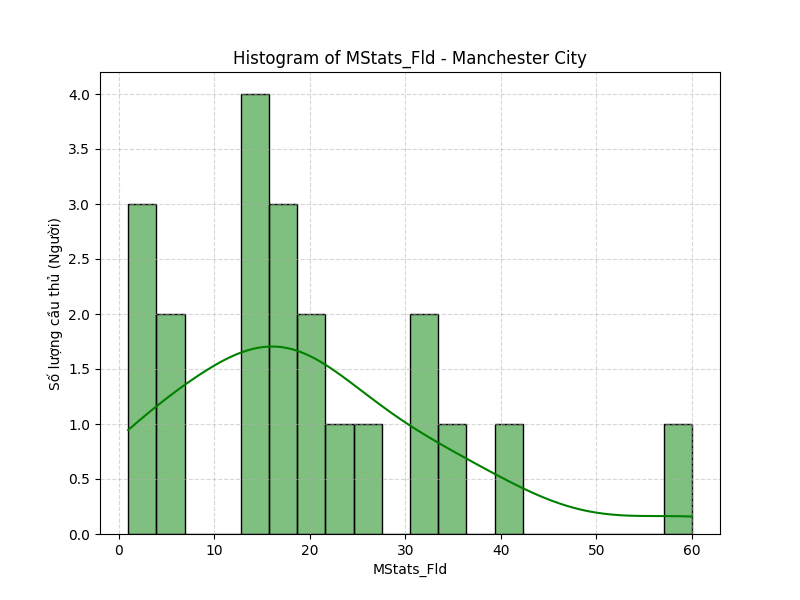 Histogram of MStats_Fld - Manchester City
Số lượng cầu thủ (Người)
4.0
3.5
3.0
2.5
2.0
1.5
1.0
0.5
0.0
0 10 20 30 40 50 60
MStats_Fld